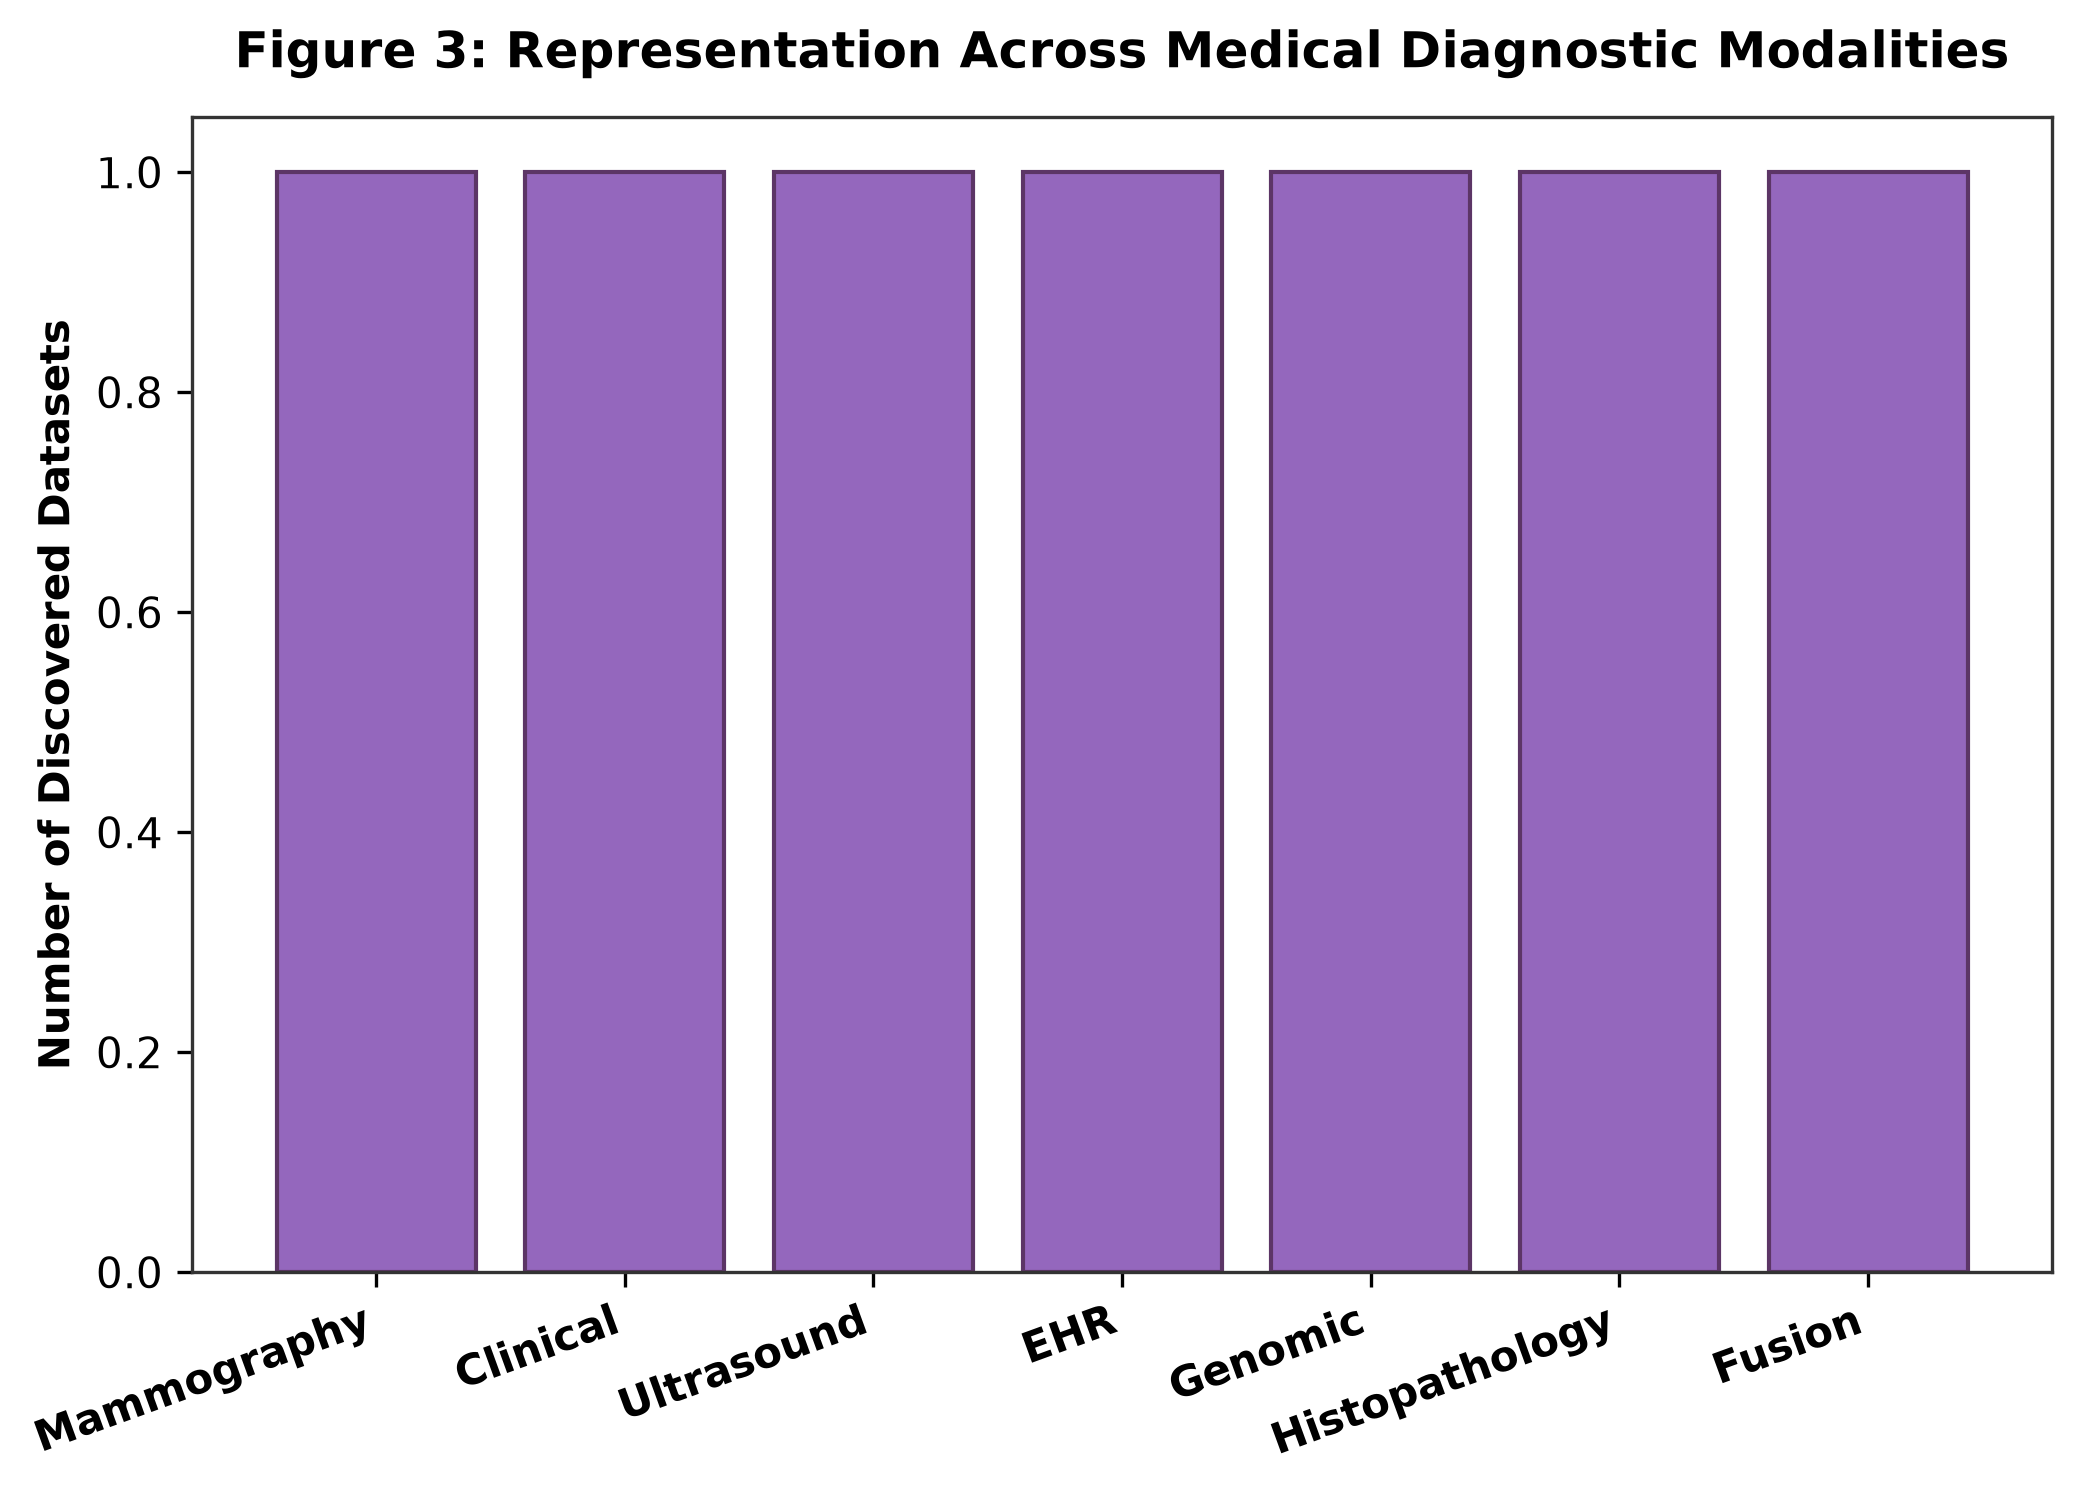 Figure 3: Representation Across Medical Diagnostic Modalities
Number of Discovered Datasets
1.0
0.8
0.6
0.4
0.2
0.0
Mammography
Clinical
Ultrasound
EHR
Genomic
Histopathology
Fusion